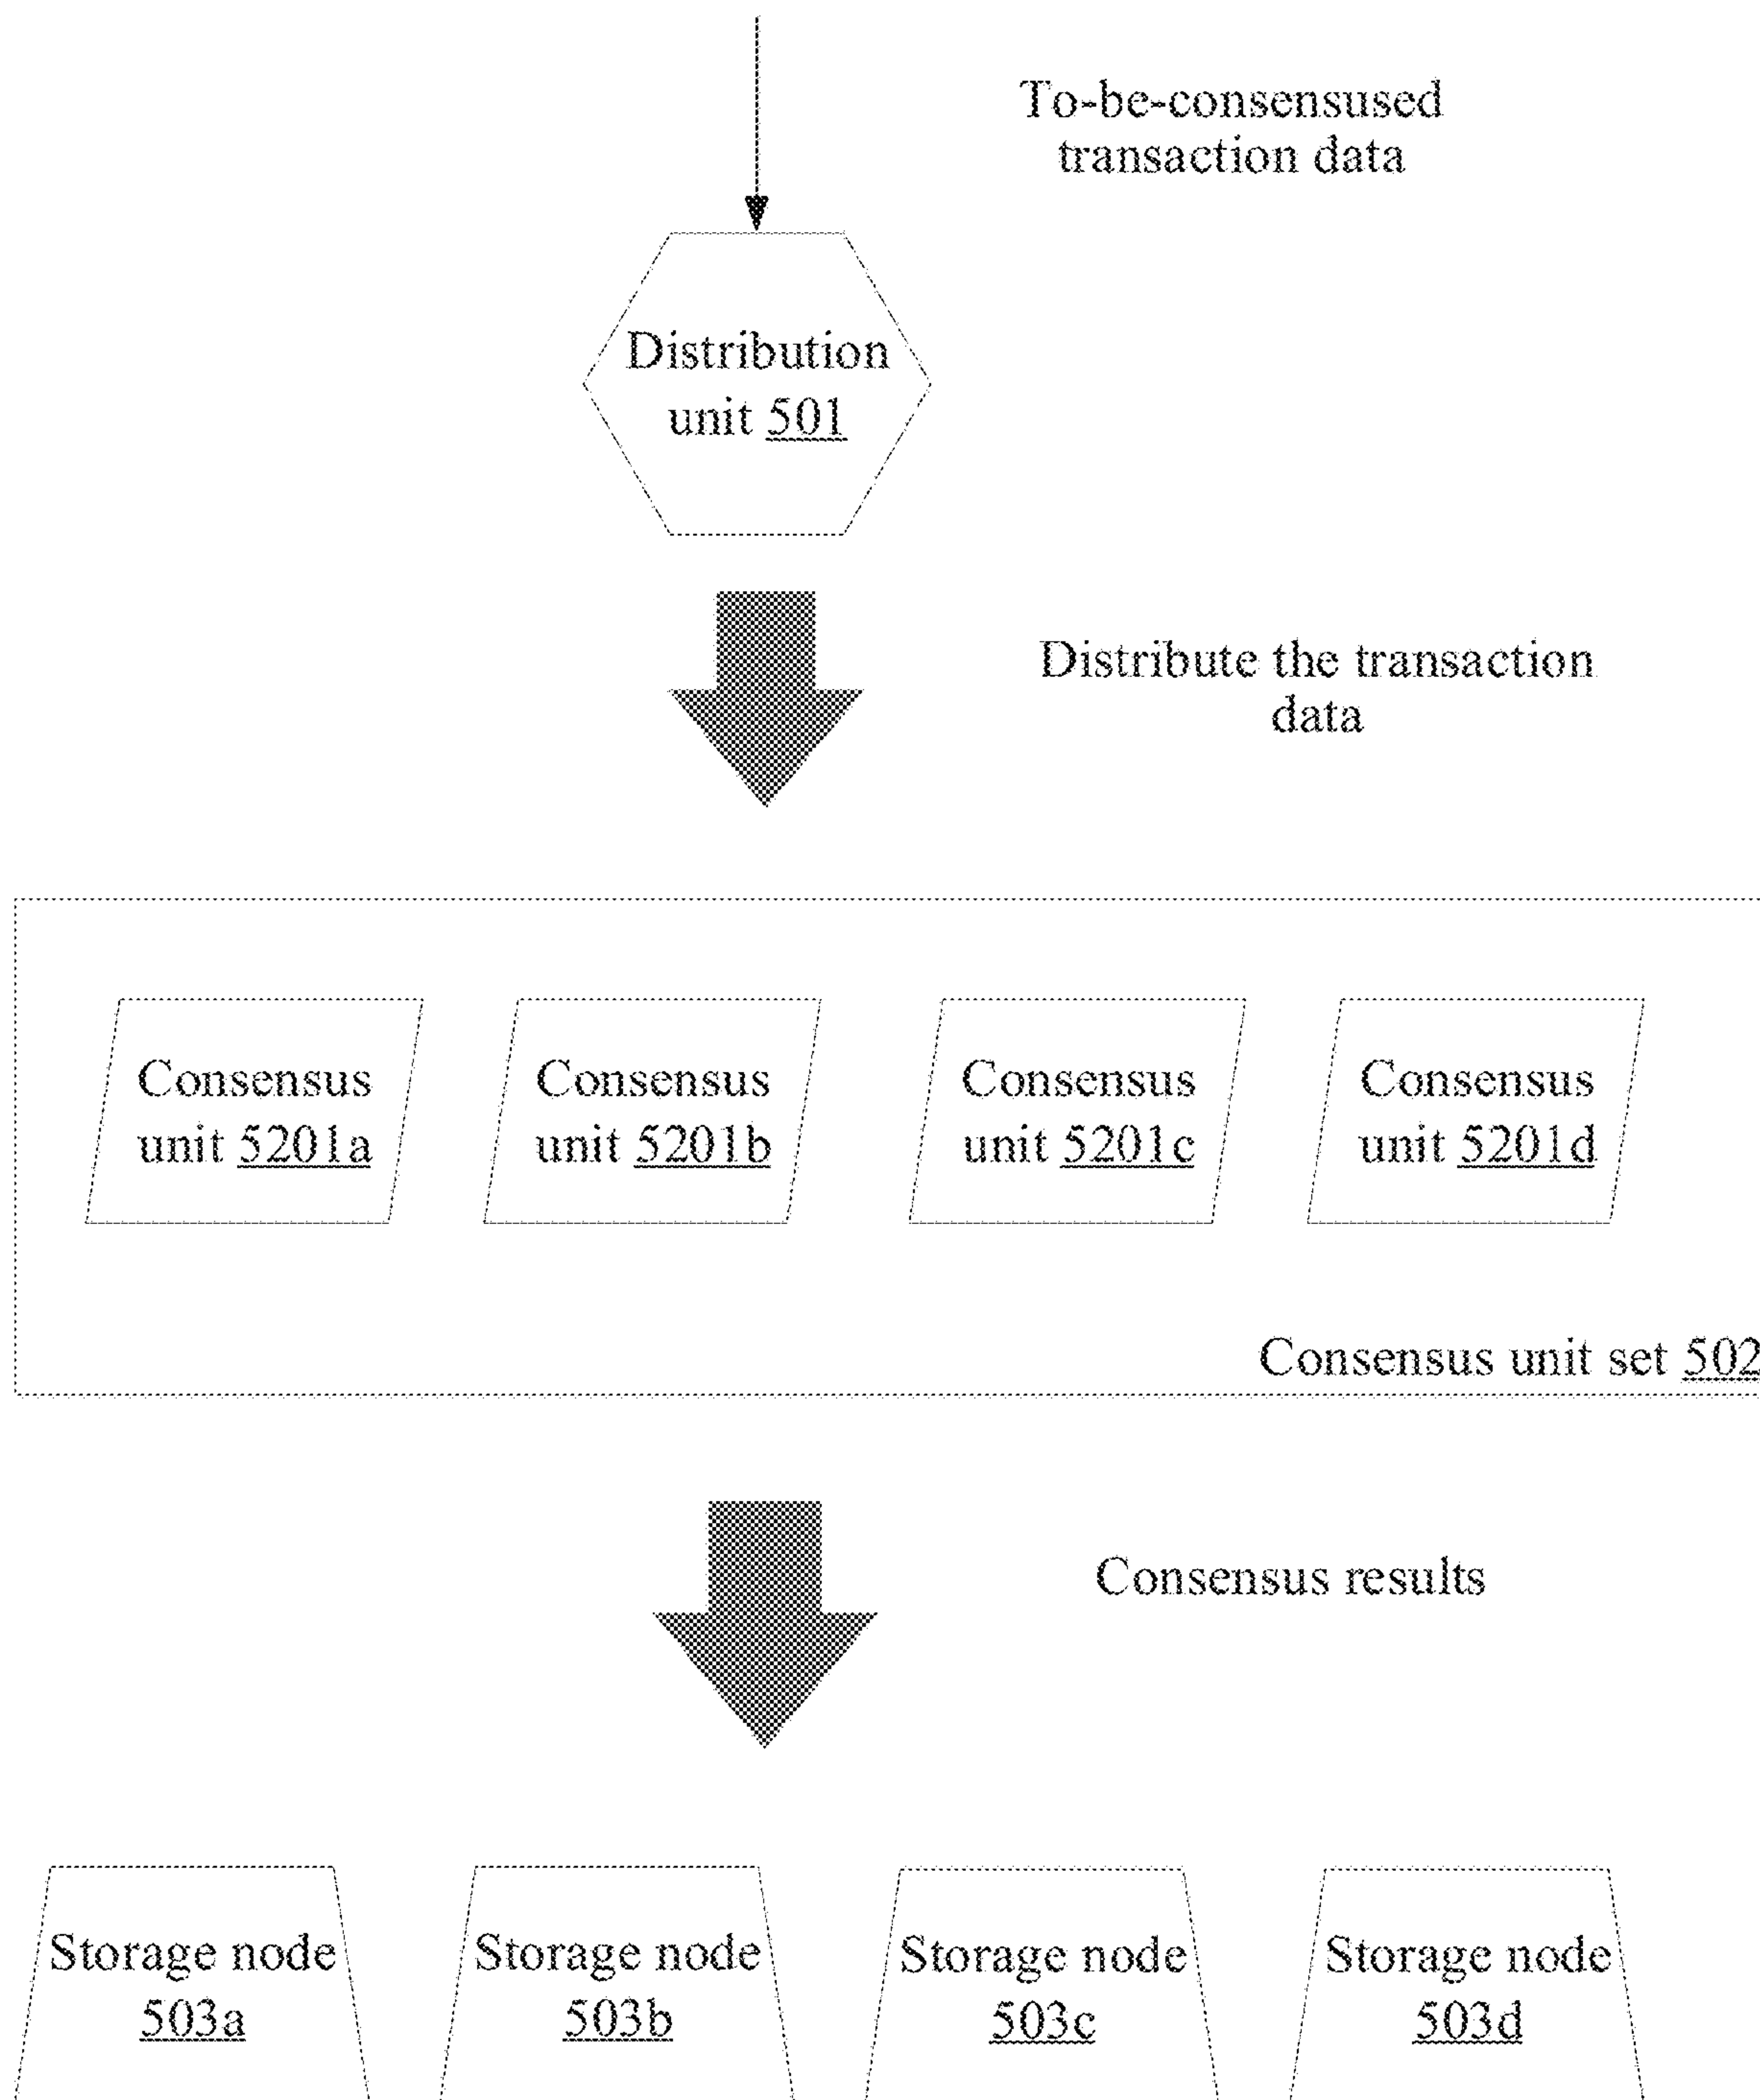 To-be-consensused
transaction data
Distribution
unit 501
Distribute the transaction
data
Consensus
unit 5201a
Consensus
unit 5201b
Consensus
unit 5201c
Consensus
unit 5201d
Consensus unit set 502
Consensus results
Storage node
503a
Storage node
503b
Storage node
503c
Storage node
503d